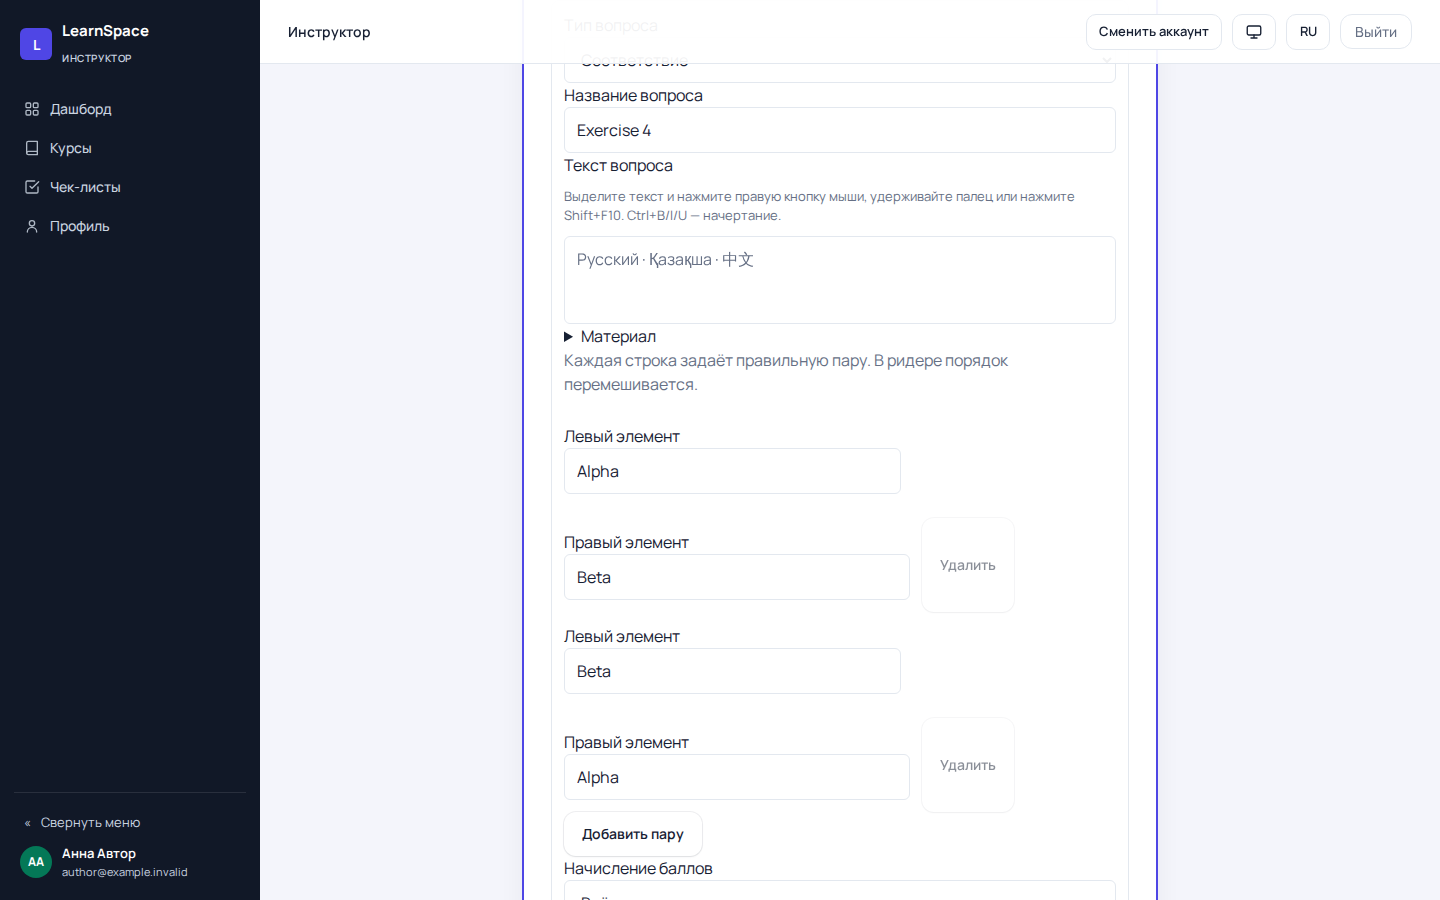 L
LearnSpace
ИНСТРУКТОР
Дашборд
Курсы
Чек-листы
Профиль
« Свернуть меню
АА
Анна Автор
author@example.invalid
Инструктор
Сменить аккаунт
RU
Выйти
Тип вопроса
Соответствие
Название вопроса
Exercise 4
Текст вопроса
Выделите текст и нажмите правую кнопку мыши, удерживайте палец или нажмите
Shift+F10. Ctrl+B/I/U — начертание.
Русский · Қазақша · 中文
Материал
Каждая строка задаёт правильную пару. В ридере порядок
перемешивается.
Левый элемент
Alpha
Правый элемент
Beta
Удалить
Левый элемент
Beta
Правый элемент
Alpha
Удалить
Добавить пару
Начисление баллов